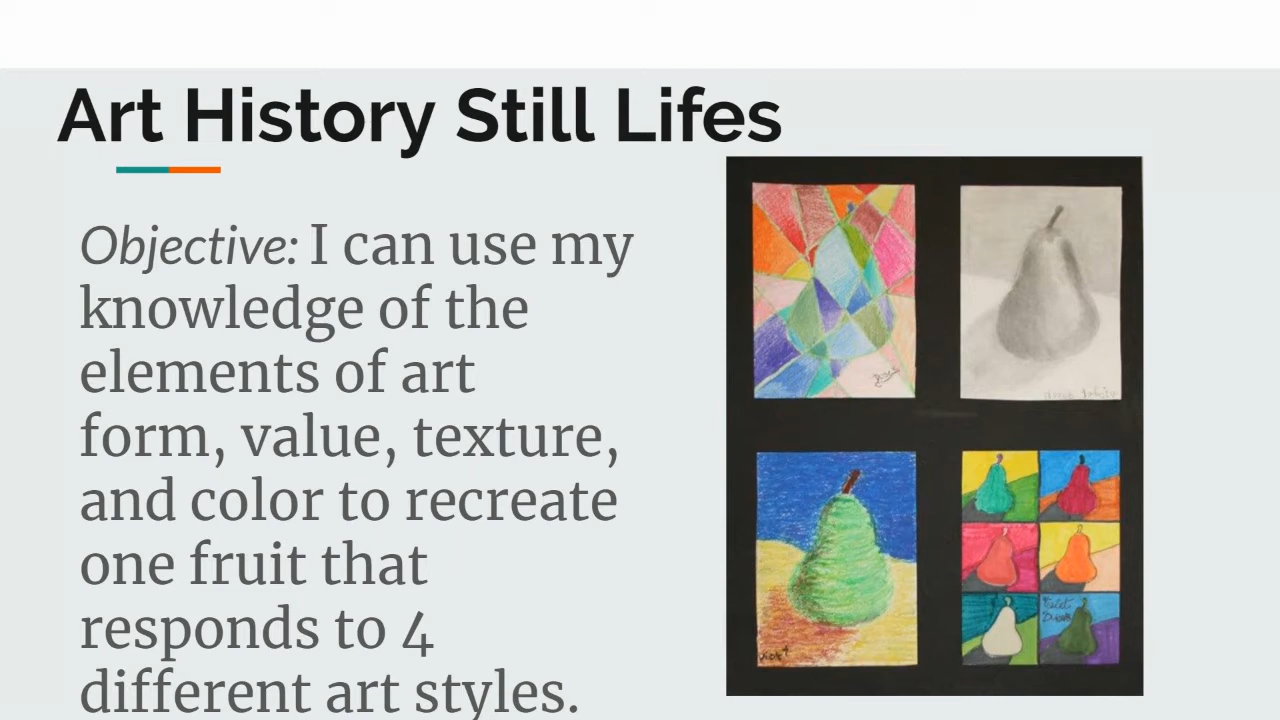 Art History Still Lifes
Objective: I can use my
knowledge of the
elements of art
form, value, texture,
and color to recreate
one fruit that
responds to 4
different art styles.